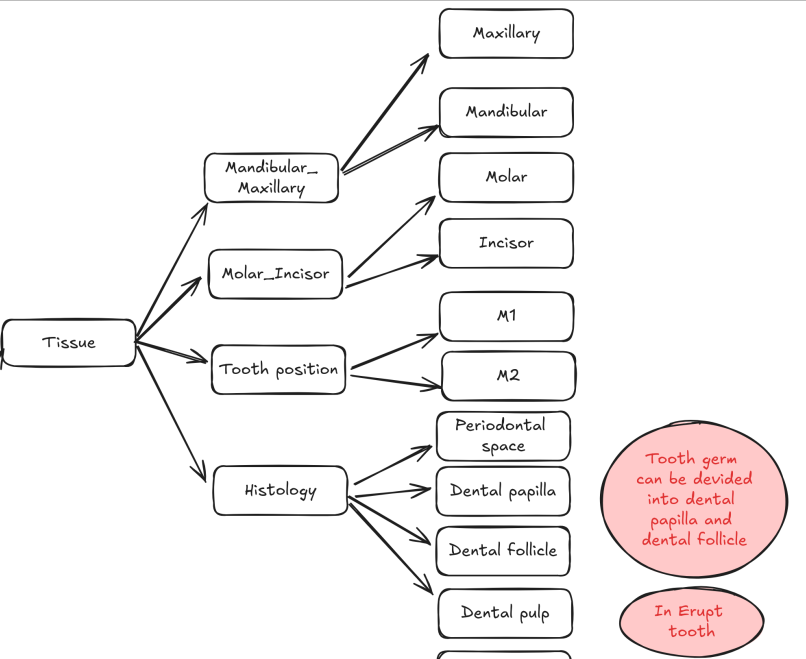 Maxillary
Mandibular
Mandibular_
Maxillary
Molar
Incisor
Molar_Incisor
M1
Tissue
Tooth position
M2
Periodontal
space
Histology
Dental papilla
Dental follicle
Dental pulp
Tooth germ
can be devided
into dental
papilla and
dental follicle
In Erupt
tooth